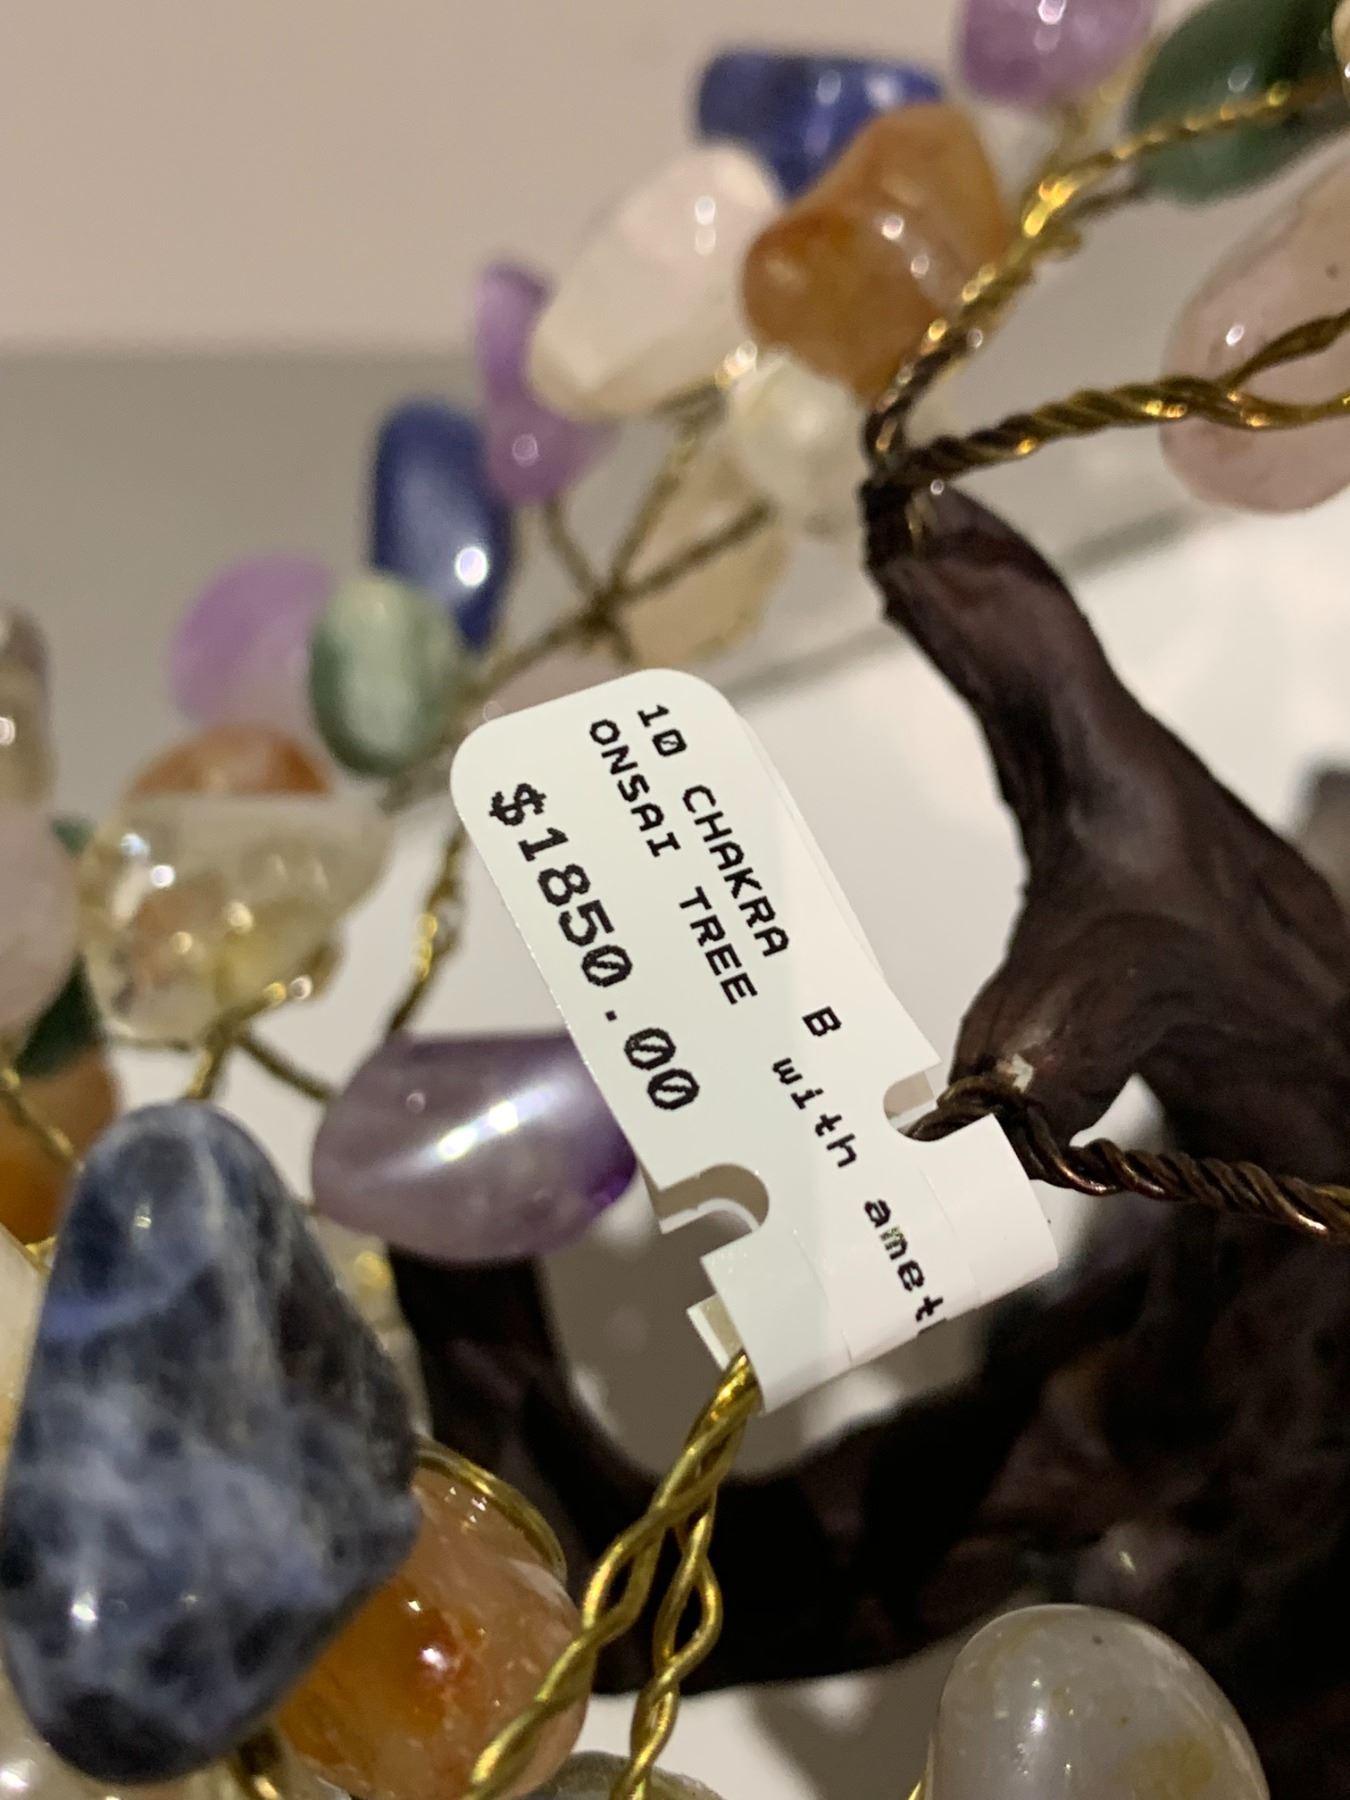 10 CHAKRA B
ONSAI TREE with amet
$1850.00